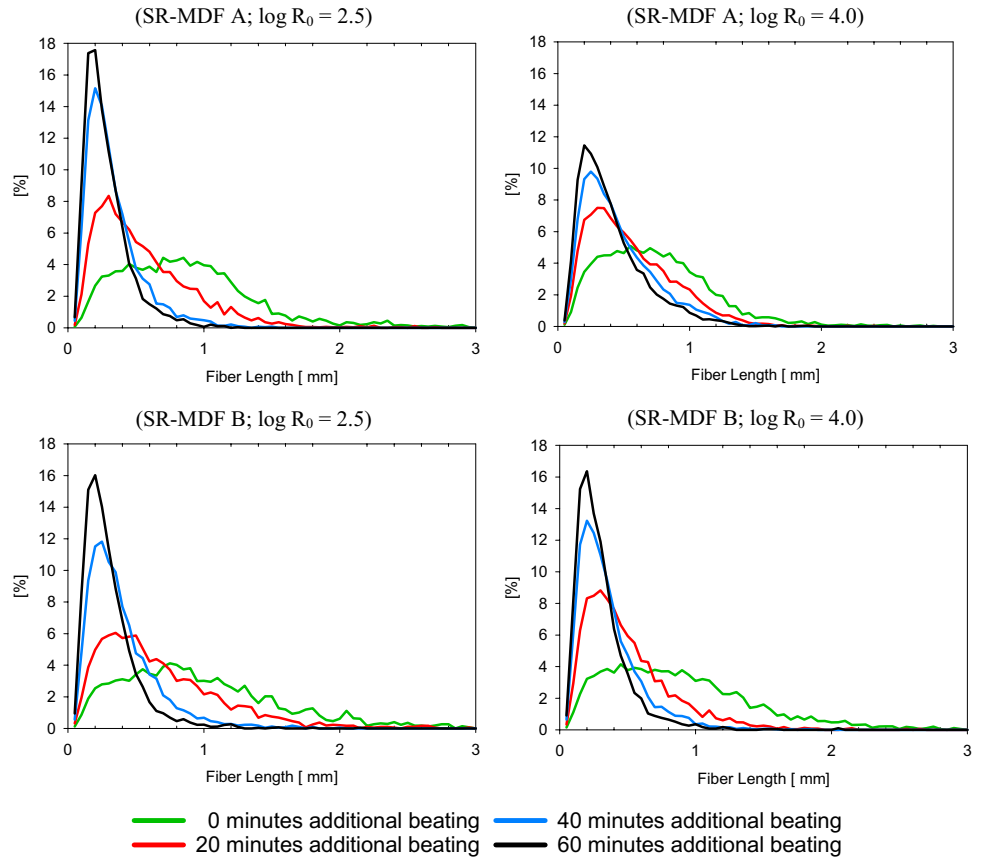 (SR-MDF A; log R₀ = 2.5)
18
16
14
12
10
8
6
4
2
0
[%]
0 1 2 3
Fiber Length [ mm]
(SR-MDF A; log R₀ = 4.0)
18
16
14
12
10
8
6
4
2
0
[%]
0 1 2 3
Fiber Length [ mm]
(SR-MDF B; log R₀ = 2.5)
18
16
14
12
10
8
6
4
2
0
[%]
0 1 2 3
Fiber Length [ mm]
(SR-MDF B; log R₀ = 4.0)
18
16
14
12
10
8
6
4
2
0
[%]
0 1 2 3
Fiber Length [ mm]
0 minutes additional beating
40 minutes additional beating
20 minutes additional beating
60 minutes additional beating